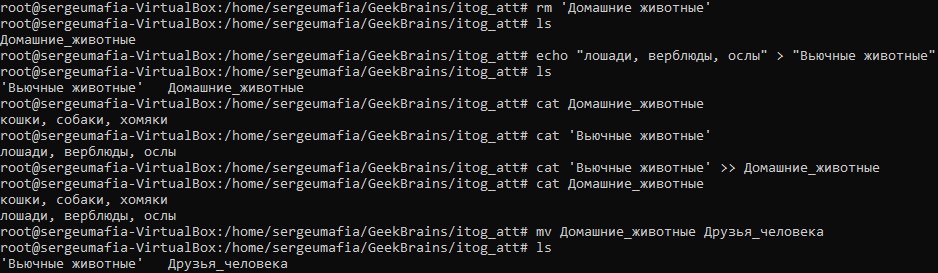 root@sergeumafia-VirtualBox:/home/sergeumafia/GeekBrains/itog_att# rm 'Домашние животные'
root@sergeumafia-VirtualBox:/home/sergeumafia/GeekBrains/itog_att# ls
Домашние_животные
root@sergeumafia-VirtualBox:/home/sergeumafia/GeekBrains/itog_att# echo "лошади, верблюды, ослы" > "Вьючные животные"
root@sergeumafia-VirtualBox:/home/sergeumafia/GeekBrains/itog_att# ls
'Вьючные животные'   Домашние_животные
root@sergeumafia-VirtualBox:/home/sergeumafia/GeekBrains/itog_att# cat Домашние_животные
кошки, собаки, хомяки
root@sergeumafia-VirtualBox:/home/sergeumafia/GeekBrains/itog_att# cat 'Вьючные животные'
лошади, верблюды, ослы
root@sergeumafia-VirtualBox:/home/sergeumafia/GeekBrains/itog_att# cat 'Вьючные животные' >> Домашние_животные
root@sergeumafia-VirtualBox:/home/sergeumafia/GeekBrains/itog_att# cat Домашние_животные
кошки, собаки, хомяки
лошади, верблюды, ослы
root@sergeumafia-VirtualBox:/home/sergeumafia/GeekBrains/itog_att# mv Домашние_животные Друзья_человека
root@sergeumafia-VirtualBox:/home/sergeumafia/GeekBrains/itog_att# ls
'Вьючные животные'   Друзья_человека